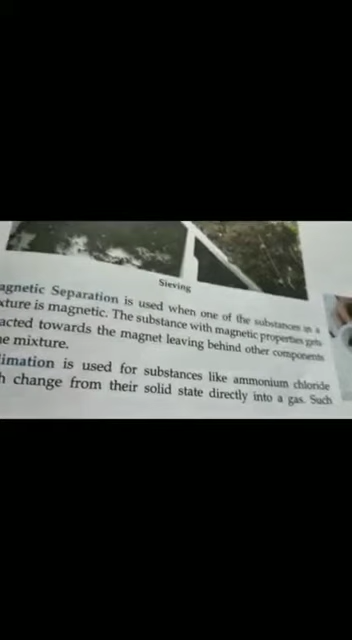 Sieving
agnetic Separation is used when one of the substances in a
xture is magnetic. The substance with magnetic properties gets
acted towards the magnet leaving behind other components
e mixture.
limation is used for substances like ammonium chloride
h change from their solid state directly into a gas. Such